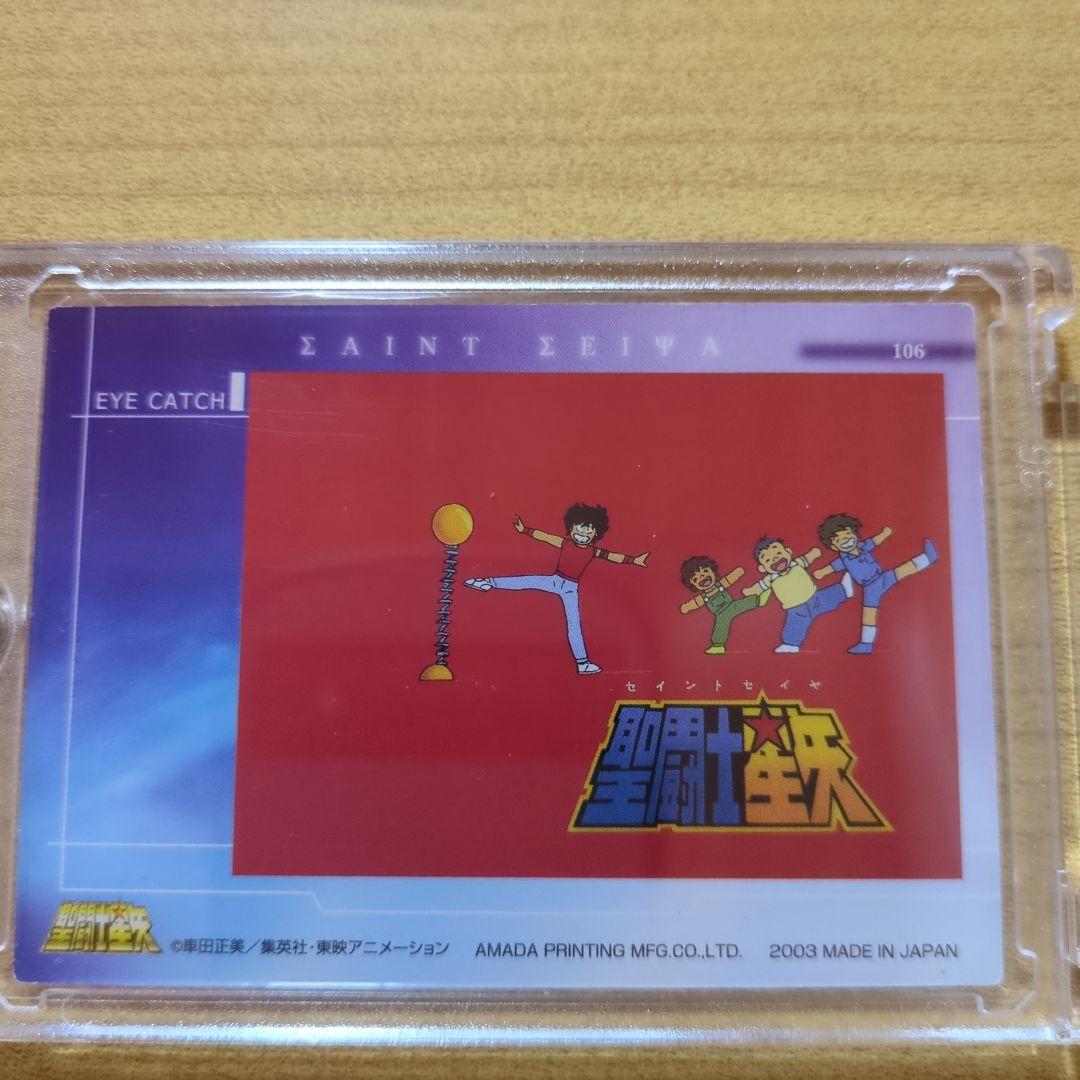 ΣAINT ΣEIΨA
106
EYE CATCH
セイントセイヤ
聖闘士星矢
聖闘士星矢
©車田正美／集英社・東映アニメーション AMADA PRINTING MFG.CO.,LTD. 2003 MADE IN JAPAN
35